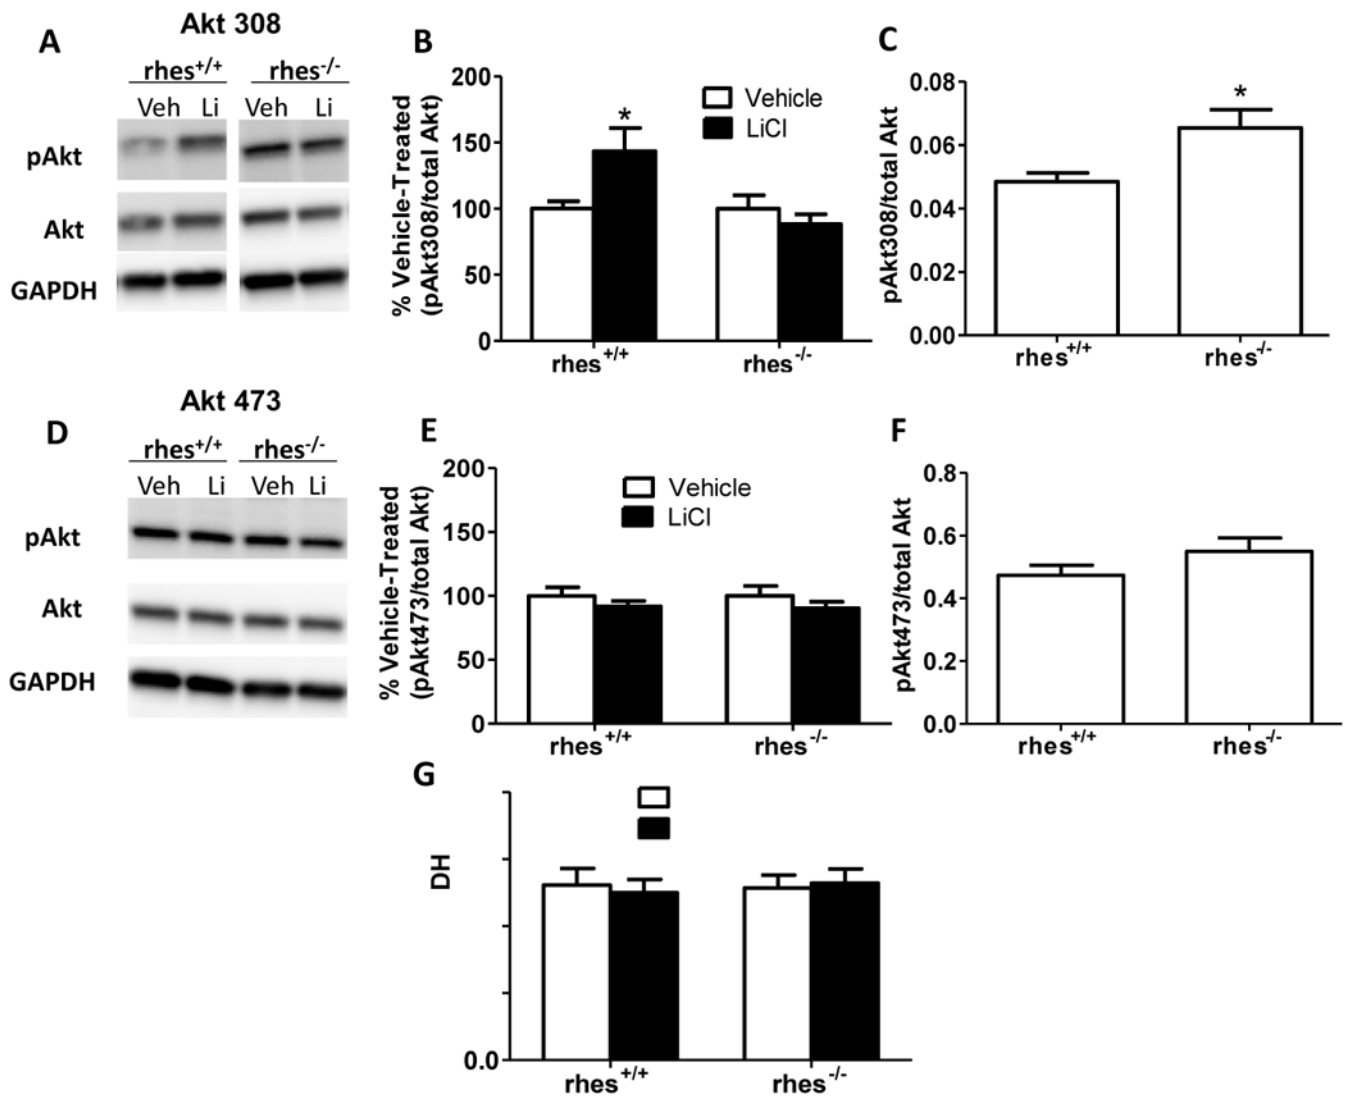 Akt 308
A
rhes+/+ rhes-/-
Veh Li Veh Li
pAkt
Akt
GAPDH
B
% Vehicle-Treated
(pAkt308/total Akt)
200
150
100
50
0
*
Vehicle
LiCl
rhes+/+ rhes-/-
C
pAkt308/total Akt
0.08
0.06
0.04
0.02
0.00
*
rhes+/+ rhes-/-
Akt 473
D
rhes+/+ rhes-/-
Veh Li Veh Li
pAkt
Akt
GAPDH
E
% Vehicle-Treated
(pAkt473/total Akt)
200
150
100
50
0
Vehicle
LiCl
rhes+/+ rhes-/-
F
pAkt473/total Akt
0.8
0.6
0.4
0.2
0.0
rhes+/+ rhes-/-
G
DH
0.0
rhes+/+ rhes-/-